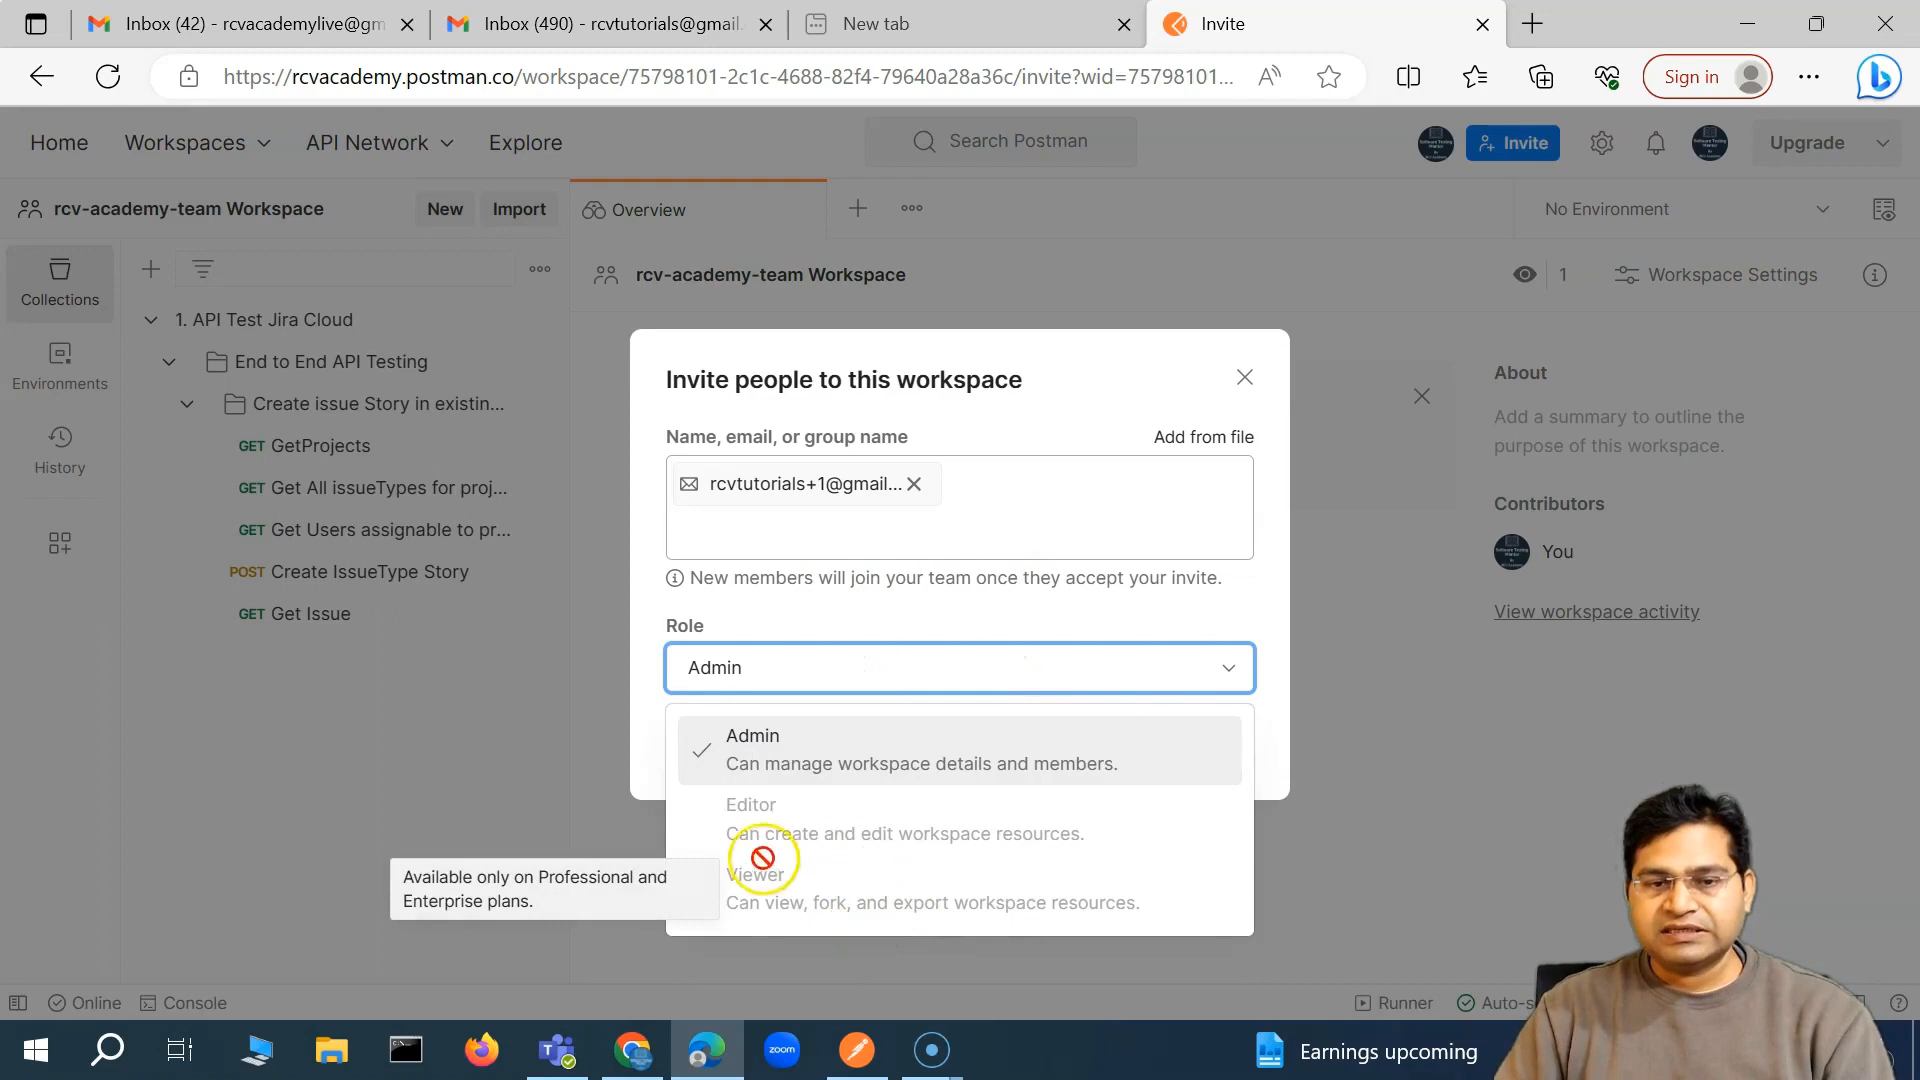 Inbox (42) - rcvacademylive@gm
Inbox (490) - rcvtutorials@gmail.
New tab
Invite
https://rcvacademy.postman.co/workspace/75798101-2c1c-4688-82f4-79640a28a36c/invite?wid=75798101...
Sign in
Home
Workspaces
API Network
Explore
Search Postman
Invite
Upgrade
rcv-academy-team Workspace
New
Import
Overview
No Environment
Collections
rcv-academy-team Workspace
1
Workspace Settings
1. API Test Jira Cloud
End to End API Testing
Environments
Create issue Story in existin...
GET GetProjects
History
GET Get All issueTypes for proj...
GET Get Users assignable to pr...
POST Create IssueType Story
GET Get Issue
Invite people to this workspace
Name, email, or group name
Add from file
rcvtutorials+1@gmail...
New members will join your team once they accept your invite.
Role
Admin
Admin
Can manage workspace details and members.
Editor
Can create and edit workspace resources.
Viewer
Can view, fork, and export workspace resources.
Available only on Professional and
Enterprise plans.
About
Add a summary to outline the
purpose of this workspace.
Contributors
You
View workspace activity
Online
Console
Runner
Auto-s
zoom
Earnings upcoming